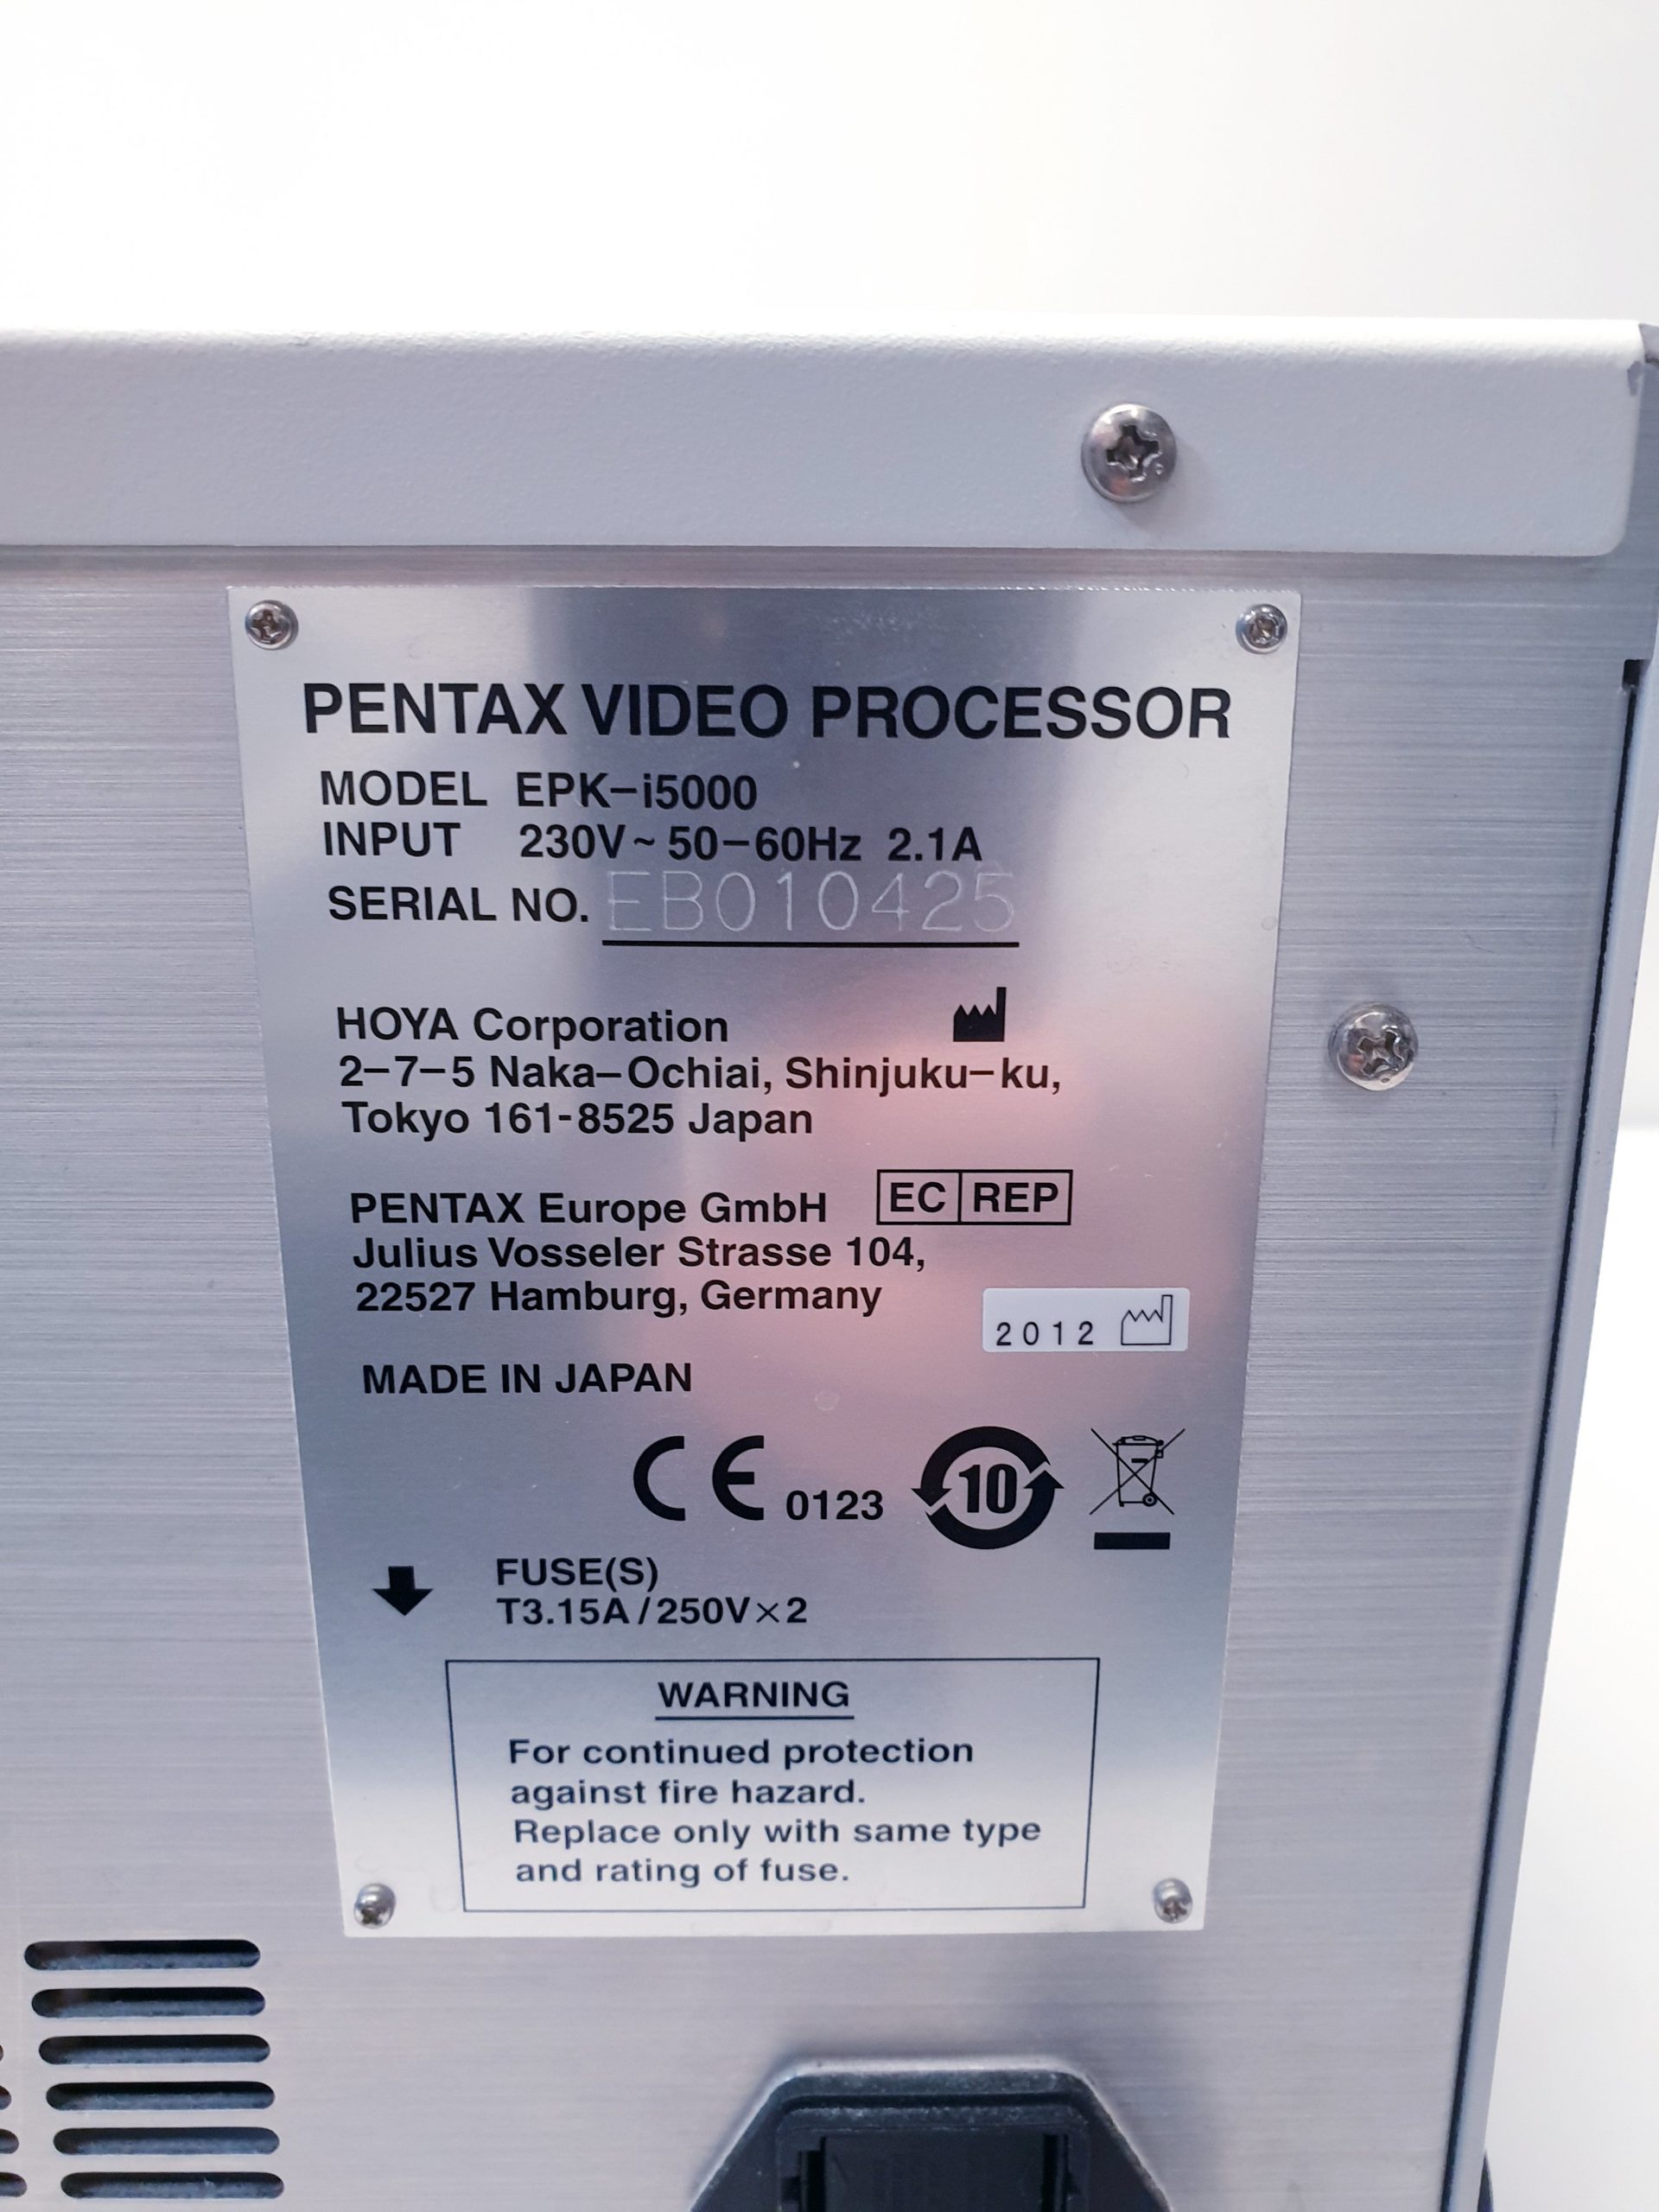 PENTAX VIDEO PROCESSOR
MODEL EPK-i5000
INPUT 230V~50-60Hz 2.1A
SERIAL NO. EB010425
HOYA Corporation
2-7-5 Naka-Ochiai, Shinjuku-ku,
Tokyo 161-8525 Japan
PENTAX Europe GmbH EC REP
Julius Vosseler Strasse 104,
22527 Hamburg, Germany
2012
MADE IN JAPAN
CE 0123 10
FUSE(S)
T3.15A/250V×2
WARNING
For continued protection
against fire hazard.
Replace only with same type
and rating of fuse.